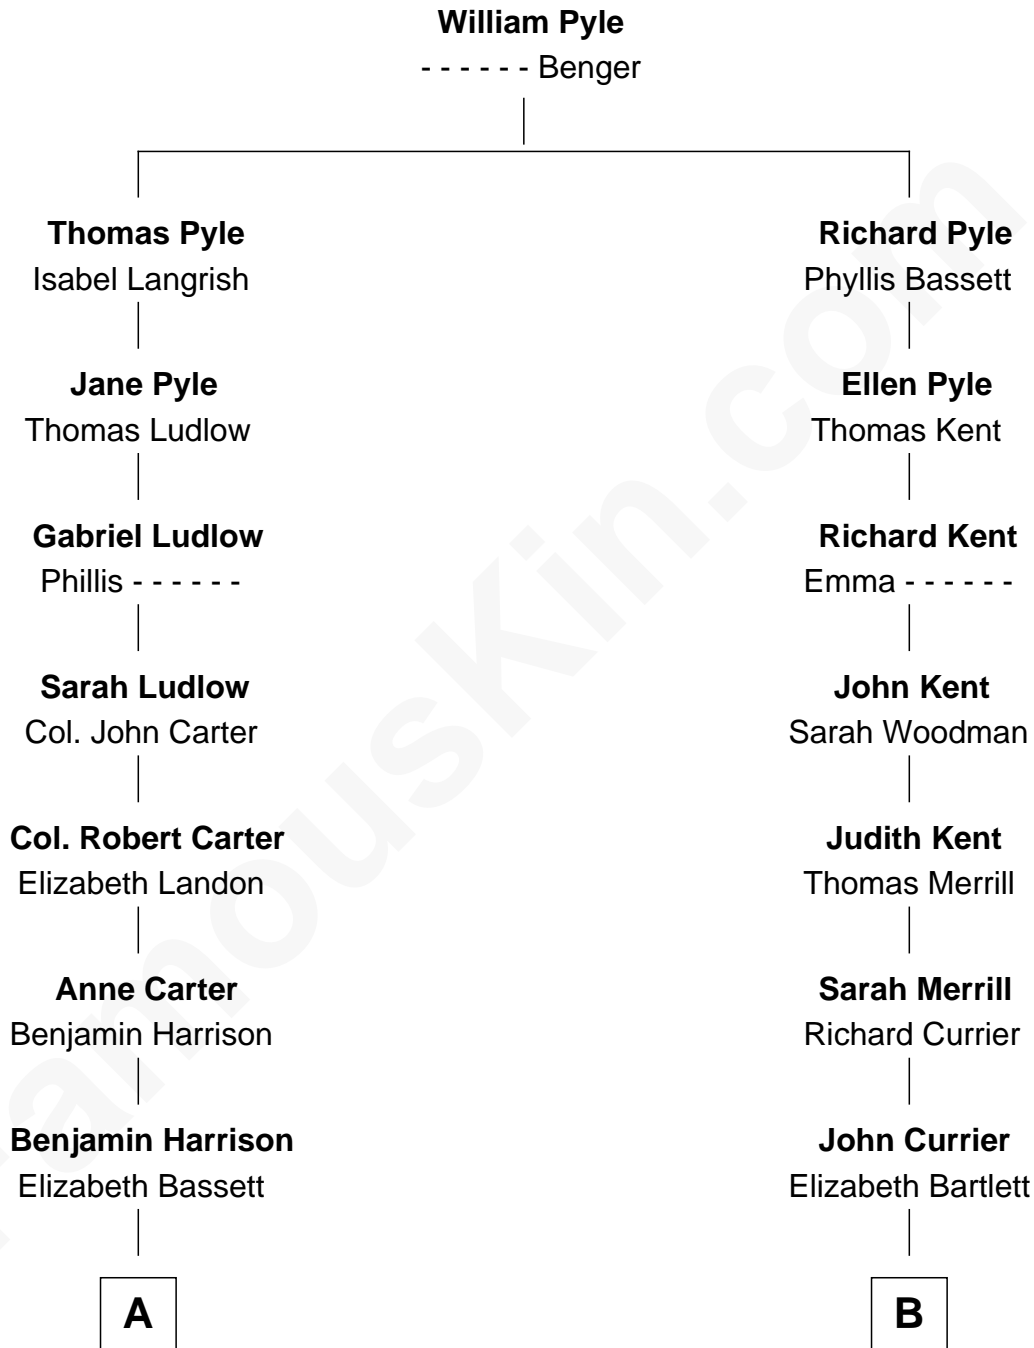 William Pyle
- - - - - - Benger
Thomas Pyle
Isabel Langrish
Richard Pyle
Phyllis Bassett
Jane Pyle
Thomas Ludlow
Ellen Pyle
Thomas Kent
Gabriel Ludlow
Phillis - - - - - -
Richard Kent
Emma - - - - - -
Sarah Ludlow
Col. John Carter
John Kent
Sarah Woodman
Col. Robert Carter
Elizabeth Landon
Judith Kent
Thomas Merrill
Anne Carter
Benjamin Harrison
Sarah Merrill
Richard Currier
Benjamin Harrison
Elizabeth Bassett
John Currier
Elizabeth Bartlett
A
B
FamousKin.com